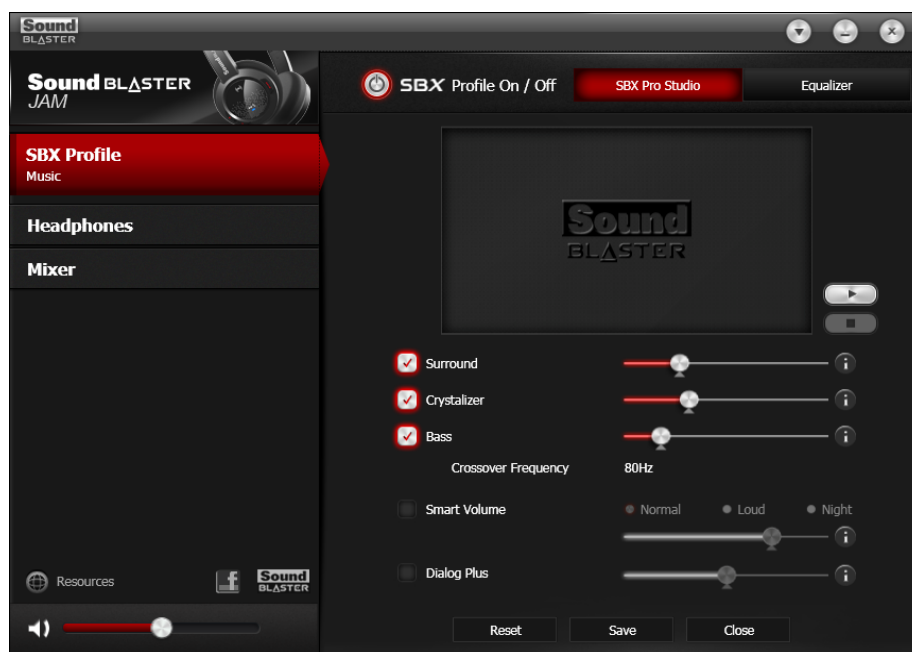 Sound
BLASTER
Sound BLASTER
JAM
SBX Profile On / Off
SBX Pro Studio
Equalizer
SBX Profile
Music
Headphones
Mixer
Sound
BLASTER
Surround
Crystalizer
Bass
Crossover Frequency 80Hz
Smart Volume
Normal
Loud
Night
Dialog Plus
Resources
f
Sound
BLASTER
Reset
Save
Close